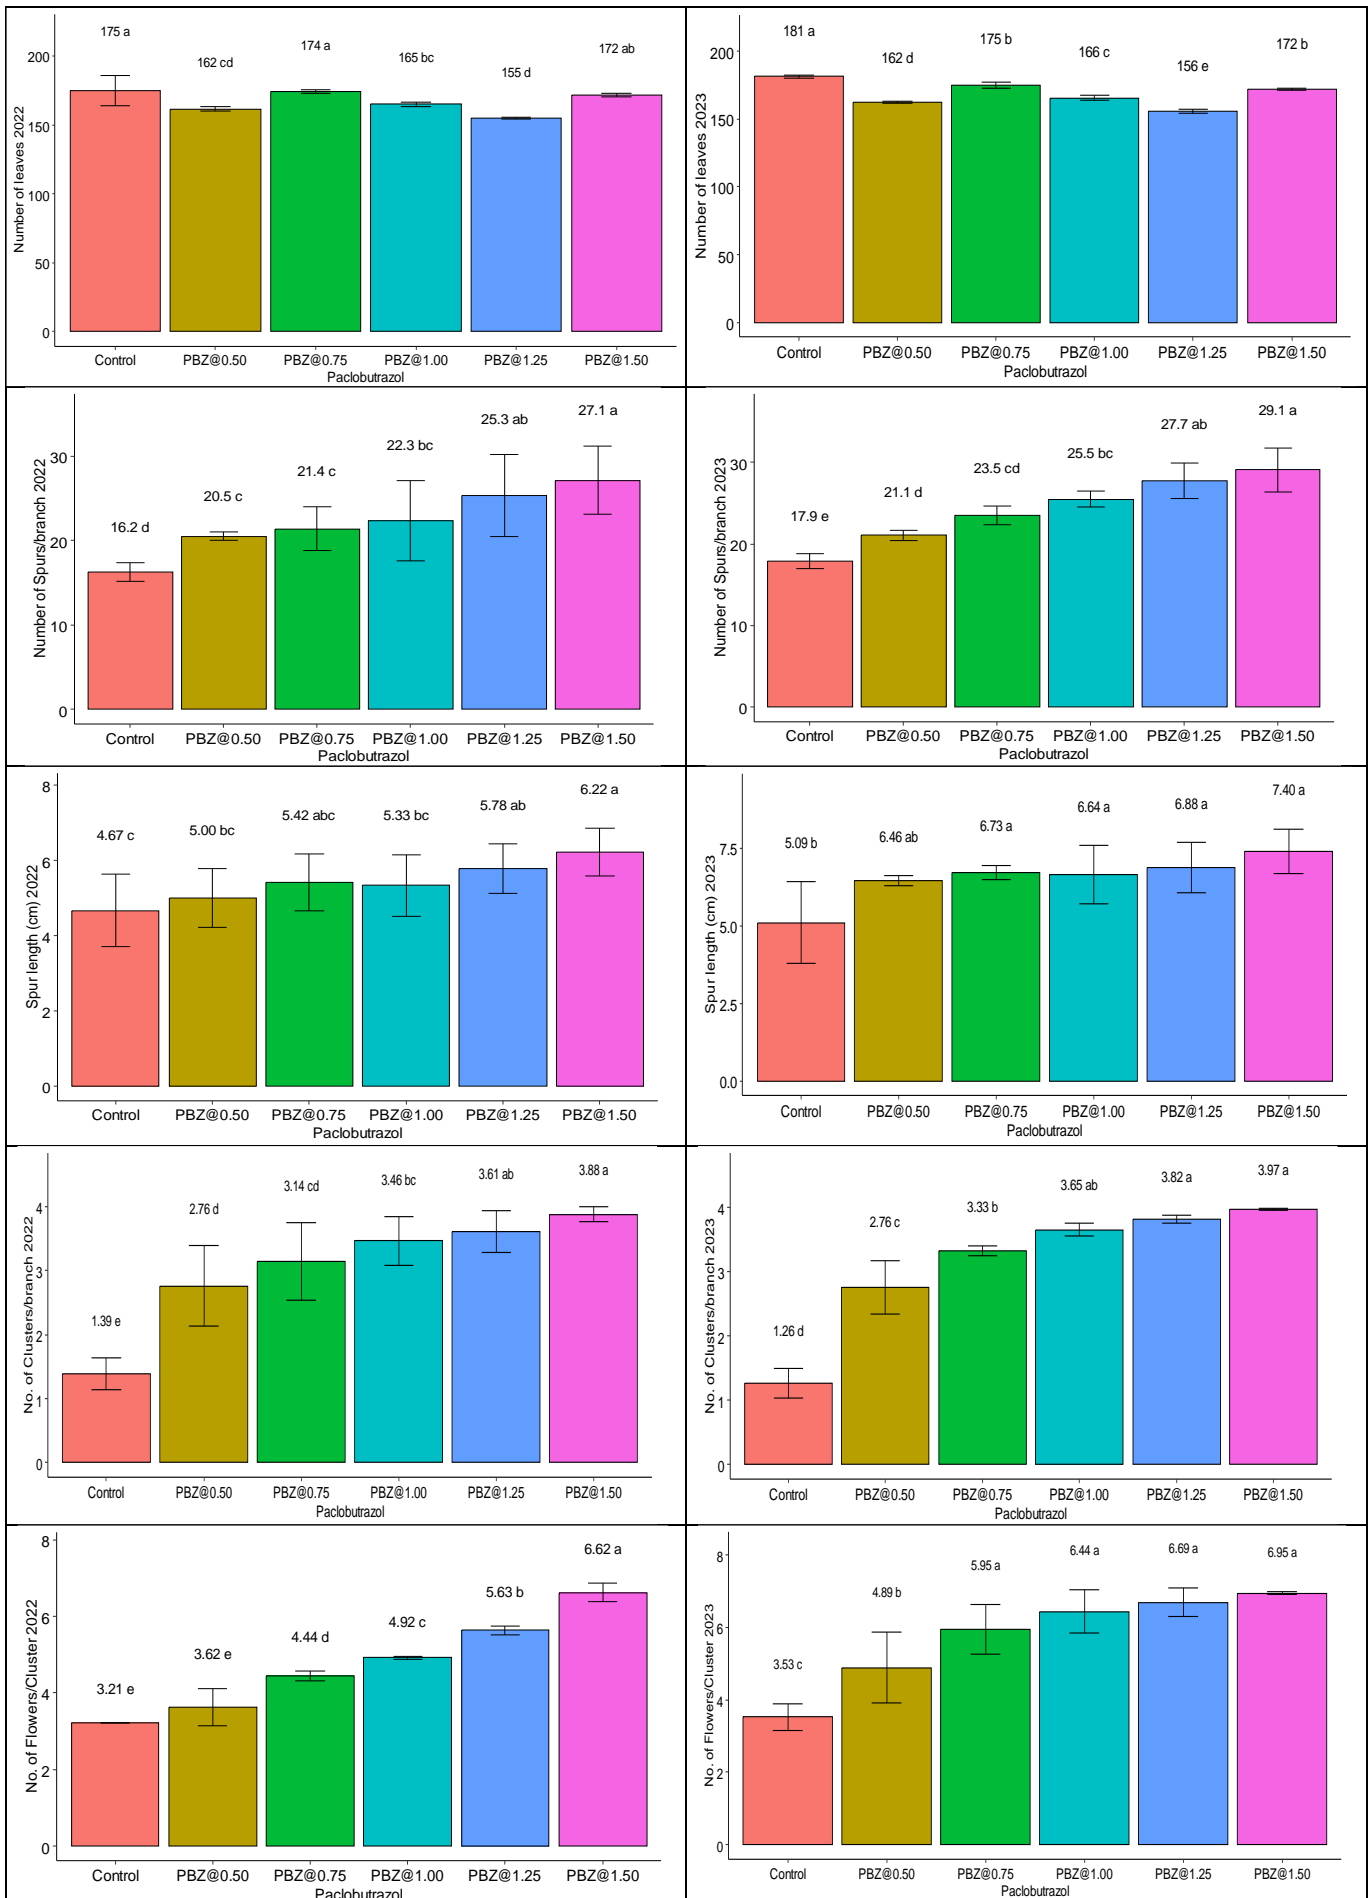 Number of leaves 2022
200
150
100
50
0
175 a
162 cd
174 a
165 bc
155 d
172 ab
Control
PBZ@0.50
PBZ@0.75
PBZ@1.00
PBZ@1.25
PBZ@1.50
Paclobutrazol
Number of leaves 2023
200
150
100
50
0
181 a
162 d
175 b
166 c
156 e
172 b
Control
PBZ@0.50
PBZ@0.75
PBZ@1.00
PBZ@1.25
PBZ@1.50
Paclobutrazol
Number of Spurs/branch 2022
30
20
10
0
16.2 d
20.5 c
21.4 c
22.3 bc
25.3 ab
27.1 a
Control
PBZ@0.50
PBZ@0.75
PBZ@1.00
PBZ@1.25
PBZ@1.50
Paclobutrazol
Number of Spurs/branch 2023
30
20
10
0
17.9 e
21.1 d
23.5 cd
25.5 bc
27.7 ab
29.1 a
Control
PBZ@0.50
PBZ@0.75
PBZ@1.00
PBZ@1.25
PBZ@1.50
Paclobutrazol
Spur length (cm) 2022
8
6
4
2
0
4.67 c
5.00 bc
5.42 abc
5.33 bc
5.78 ab
6.22 a
Control
PBZ@0.50
PBZ@0.75
PBZ@1.00
PBZ@1.25
PBZ@1.50
Paclobutrazol
Spur length (cm) 2023
7.5
5.0
2.5
0.0
5.09 b
6.46 ab
6.73 a
6.64 a
6.88 a
7.40 a
Control
PBZ@0.50
PBZ@0.75
PBZ@1.00
PBZ@1.25
PBZ@1.50
Paclobutrazol
No. of Clusters/branch 2022
4
3
2
1
0
1.39 e
2.76 d
3.14 cd
3.46 bc
3.61 ab
3.88 a
Control
PBZ@0.50
PBZ@0.75
PBZ@1.00
PBZ@1.25
PBZ@1.50
Paclobutrazol
No. of Clusters/branch 2023
4
3
2
1
0
1.26 d
2.76 c
3.33 b
3.65 ab
3.82 a
3.97 a
Control
PBZ@0.50
PBZ@0.75
PBZ@1.00
PBZ@1.25
PBZ@1.50
Paclobutrazol
No. of Flowers/Cluster 2022
8
6
4
2
0
3.21 e
3.62 e
4.44 d
4.92 c
5.63 b
6.62 a
Control
PBZ@0.50
PBZ@0.75
PBZ@1.00
PBZ@1.25
PBZ@1.50
Paclobutrazol
No. of Flowers/Cluster 2023
8
6
4
2
0
3.53 c
4.89 b
5.95 a
6.44 a
6.69 a
6.95 a
Control
PBZ@0.50
PBZ@0.75
PBZ@1.00
PBZ@1.25
PBZ@1.50
Paclobutrazol